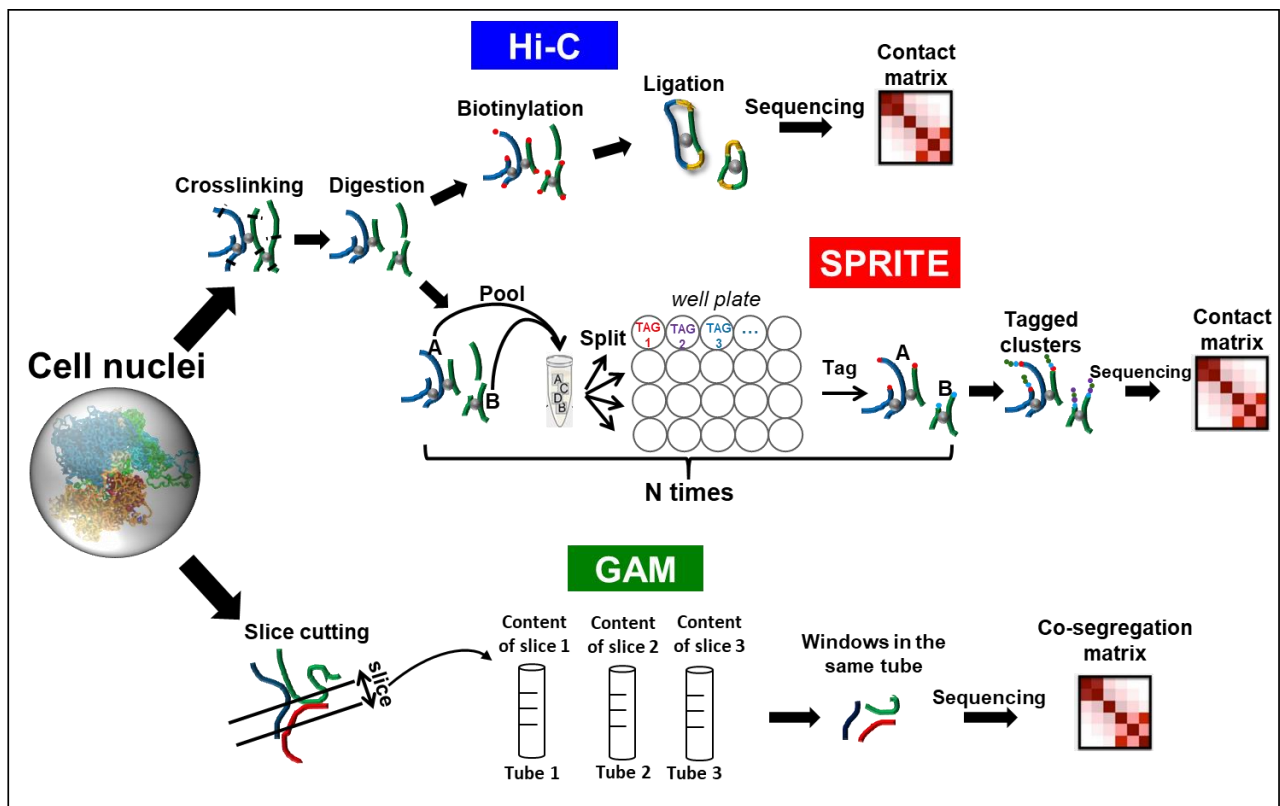 Hi-C
Contact
matrix
Ligation
Sequencing
Biotinylation
Crosslinking
Digestion
SPRITE
Pool
well plate
Split
TAG
1
TAG
2
TAG
3
...
Tagged
clusters
Contact
matrix
A
A
Tag
Sequencing
B
B
A
C
D
B
Cell nuclei
N times
GAM
Slice cutting
slice
Content
of slice 1
Content
of slice 2
Content
of slice 3
Windows in the
same tube
Co-segregation
matrix
Sequencing
Tube 1
Tube 2
Tube 3